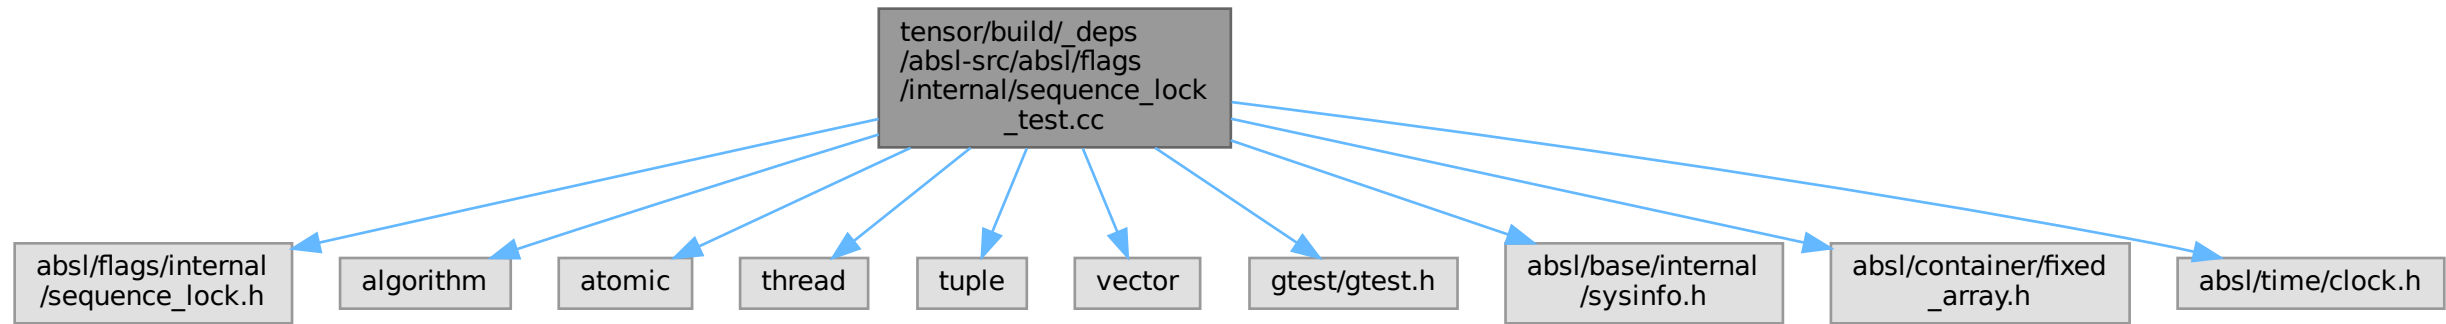 tensor/build/_deps
/absl-src/absl/flags
/internal/sequence_lock
_test.cc
absl/flags/internal
/sequence_lock.h
algorithm
atomic
thread
tuple
vector
gtest/gtest.h
absl/base/internal
/sysinfo.h
absl/container/fixed
_array.h
absl/time/clock.h